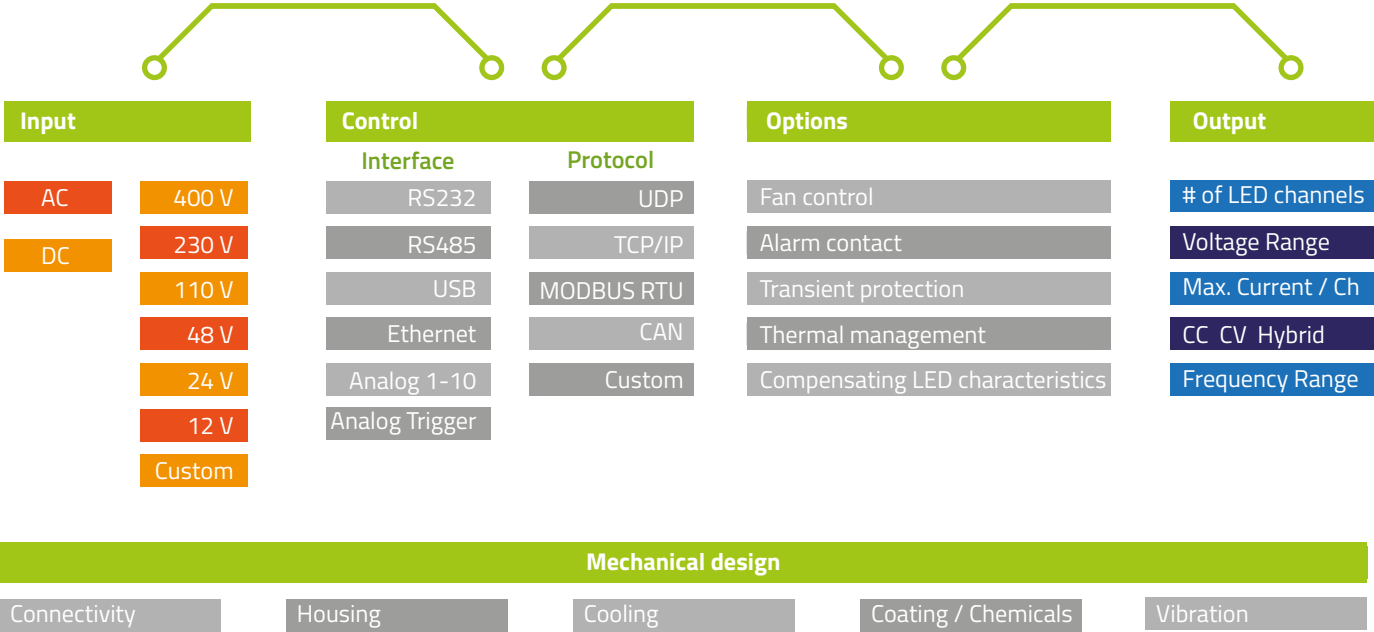 Input
AC
DC
400 V
230 V
110 V
48 V
24 V
12 V
Custom
Control
Interface
RS232
RS485
USB
Ethernet
Analog 1-10
Analog Trigger
Protocol
UDP
TCP/IP
MODBUS RTU
CAN
Custom
Options
Fan control
Alarm contact
Transient protection
Thermal management
Compensating LED characteristics
Output
# of LED channels
Voltage Range
Max. Current / Ch
CC CV Hybrid
Frequency Range
Mechanical design
Connectivity
Housing
Cooling
Coating / Chemicals
Vibration